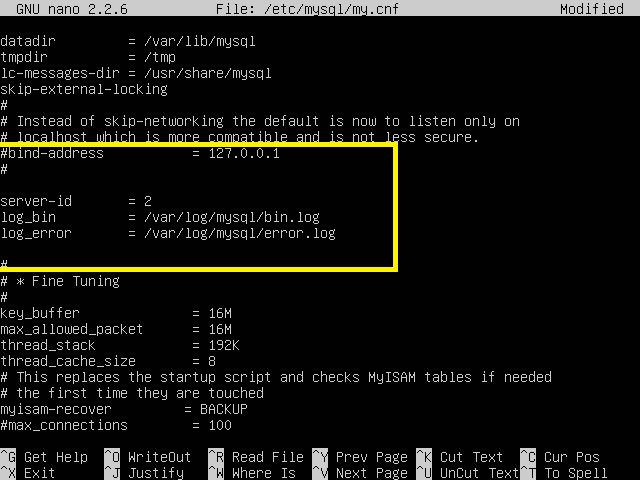 GNU nano 2.2.6 File: /etc/mysql/my.cnf Modified
datadir = /var/lib/mysql
tmpdir = /tmp
lc-messages-dir = /usr/share/mysql
skip-external-locking
#
# Instead of skip-networking the default is now to listen only on
# localhost which is more compatible and is not less secure.
#bind-address = 127.0.0.1
#
server-id = 2
log_bin = /var/log/mysql/bin.log
log_error = /var/log/mysql/error.log
#
# * Fine Tuning
#
key_buffer = 16M
max_allowed_packet = 16M
thread_stack = 192K
thread_cache_size = 8
# This replaces the startup script and checks MyISAM tables if needed
# the first time they are touched
myisam-recover = BACKUP
#max_connections = 100
^G Get Help ^O WriteOut ^R Read File ^Y Prev Page ^K Cut Text ^C Cur Pos
^X Exit ^J Justify ^W Where Is ^V Next Page ^U UnCut Text ^T To Spell